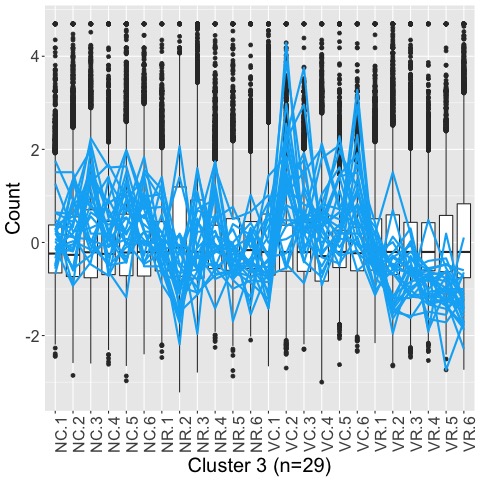 4
2
0
-2
Count
NC.1
NC.2
NC.3
NC.4
NC.5
NC.6
NR.1
NR.2
NR.3
NR.4
NR.5
NR.6
VC.1
VC.2
VC.3
VC.4
VC.5
VC.6
VR.1
VR.2
VR.3
VR.4
VR.5
VR.6
Cluster 3 (n=29)